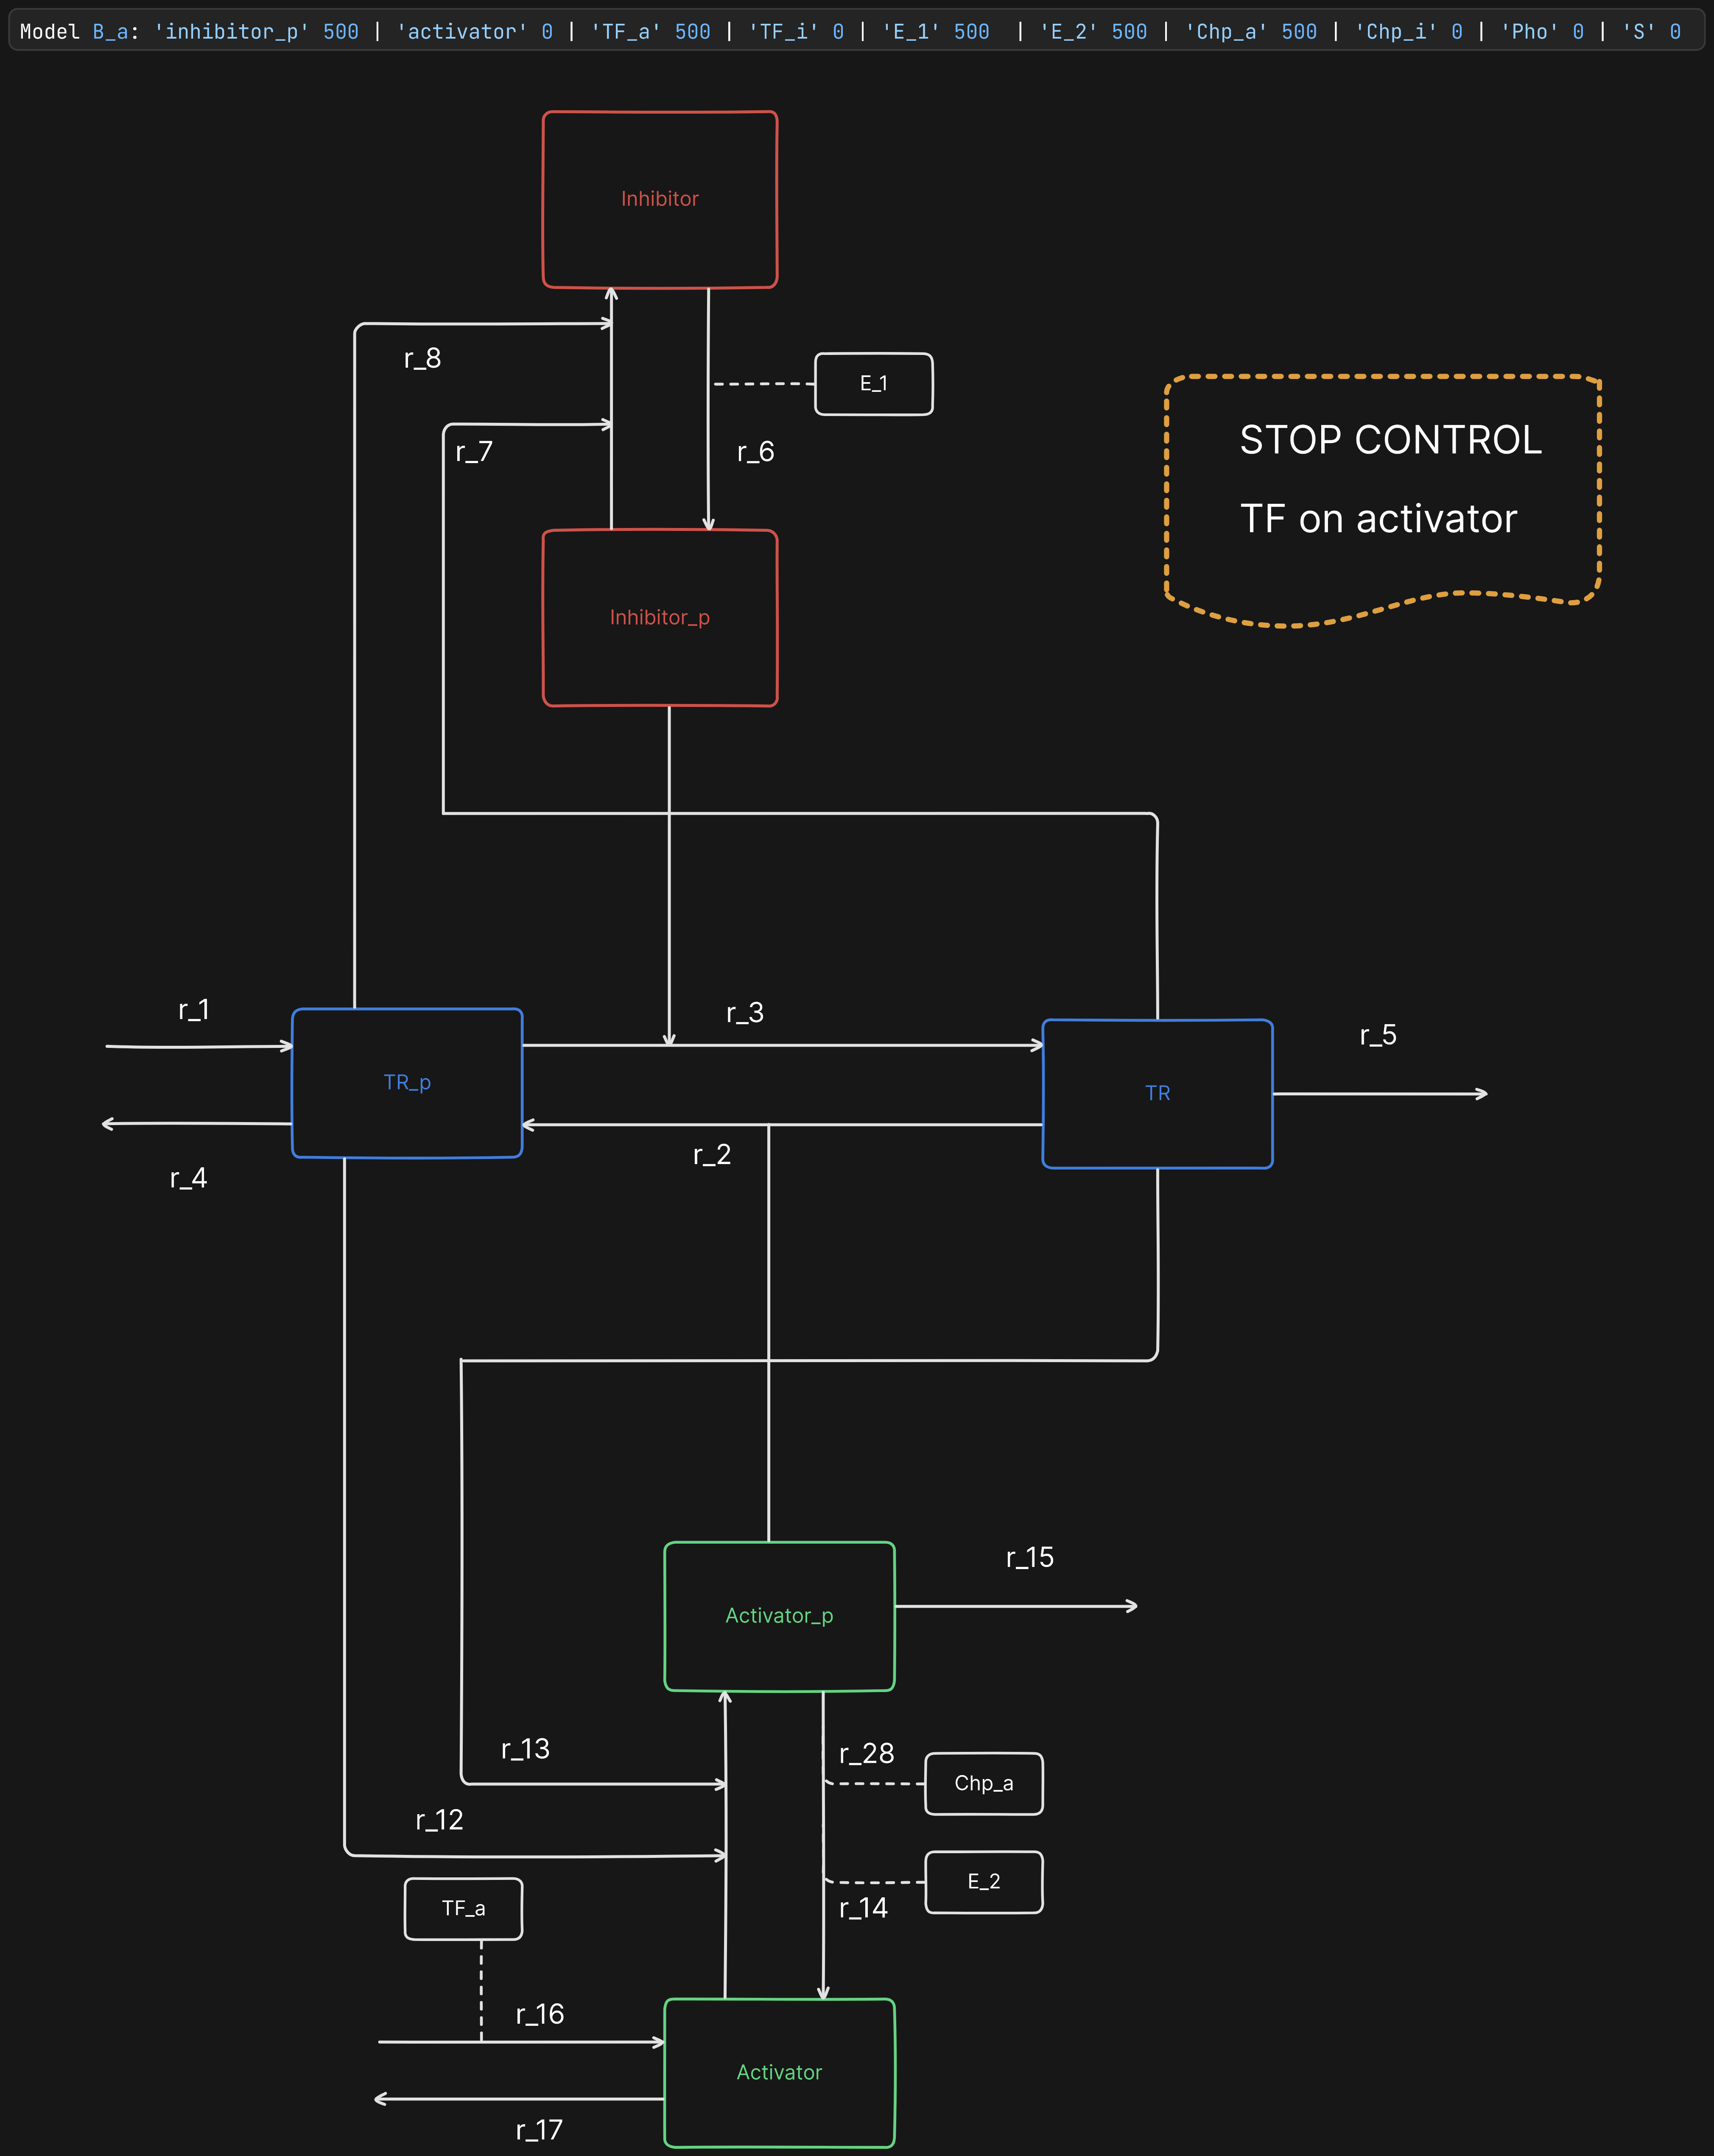 Model B_a: 'inhibitor_p' 500 | 'activator' 0 | 'TF_a' 500 | 'TF_i' 0 | 'E_1' 500 | 'E_2' 500 | 'Chp_a' 500 | 'Chp_i' 0 | 'Pho' 0 | 'S' 0
Inhibitor
r_8
E_1
r_7
r_6
STOP CONTROL
TF on activator
Inhibitor_p
r_1
r_3
r_5
TR_p
TR
r_2
r_4
r_15
Activator_p
r_13
r_28
Chp_a
r_12
E_2
TF_a
r_14
r_16
Activator
r_17